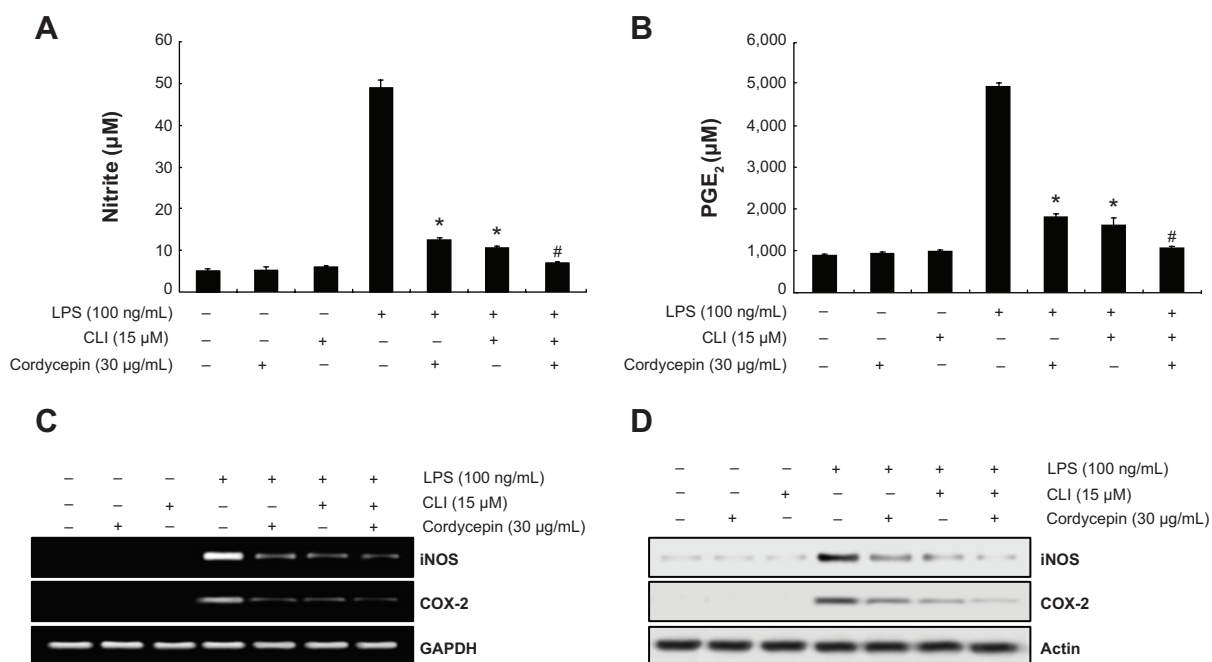 A
Nitrite (µM)
60
50
40
30
20
10
0
* * #
LPS (100 ng/mL) – – – + + + +
CLI (15 µM) – – + – – + +
Cordycepin (30 µg/mL) – + – – + – +
B
PGE2 (µM)
6,000
5,000
4,000
3,000
2,000
1,000
0
* * #
LPS (100 ng/mL) – – – + + + +
CLI (15 µM) – – + – – + +
Cordycepin (30 µg/mL) – + – – + – +
C
– – – + + + + LPS (100 ng/mL)
– – + – – + + CLI (15 µM)
– + – – + – + Cordycepin (30 µg/mL)
iNOS
COX-2
GAPDH
D
– – – + + + + LPS (100 ng/mL)
– – + – – + + CLI (15 µM)
– + – – + – + Cordycepin (30 µg/mL)
iNOS
COX-2
Actin